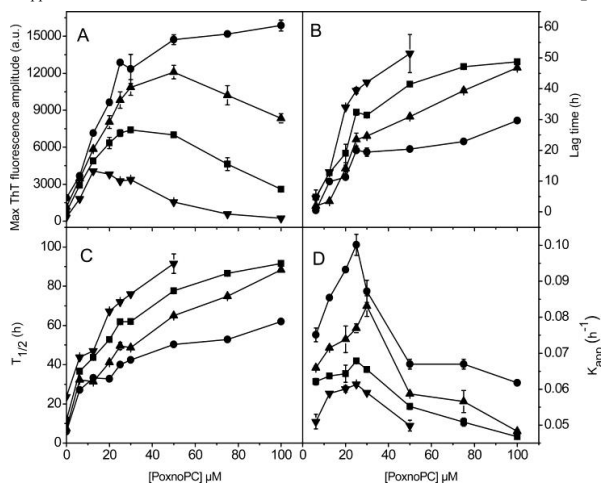 A
Max ThT fluorescence amplitude (a.u.)
15000
12000
9000
6000
3000
0
B
60
50
40
30
20
10
0
Lag time (h)
C
T1/2 (h)
100
80
60
40
20
0
0 20 40 60 80 100
[PoxnoPC] µM
D
0.10
0.09
0.08
0.07
0.06
0.05
Kapp (h-1)
0 20 40 60 80 100
[PoxnoPC] µM